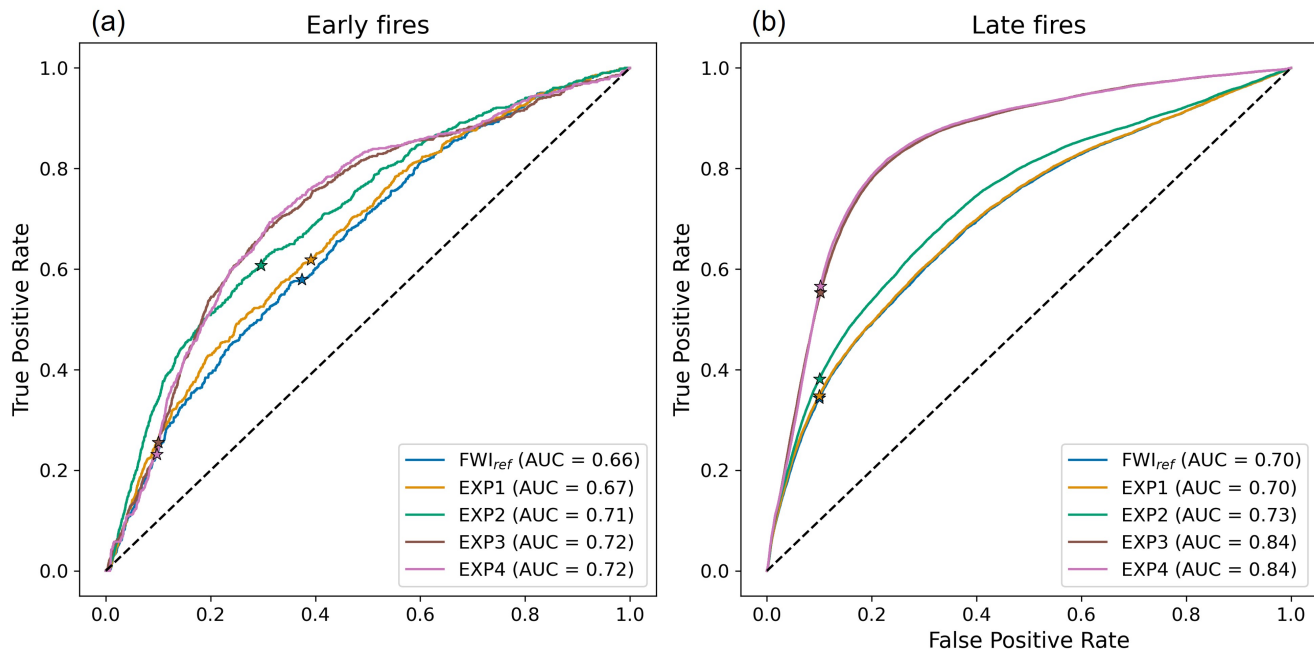 (a)
Early fires
True Positive Rate
1.0
0.8
0.6
0.4
0.2
0.0
0.0 0.2 0.4 0.6 0.8 1.0
FWIref (AUC = 0.66)
EXP1 (AUC = 0.67)
EXP2 (AUC = 0.71)
EXP3 (AUC = 0.72)
EXP4 (AUC = 0.72)
(b)
Late fires
True Positive Rate
1.0
0.8
0.6
0.4
0.2
0.0
0.0 0.2 0.4 0.6 0.8 1.0
False Positive Rate
FWIref (AUC = 0.70)
EXP1 (AUC = 0.70)
EXP2 (AUC = 0.73)
EXP3 (AUC = 0.84)
EXP4 (AUC = 0.84)